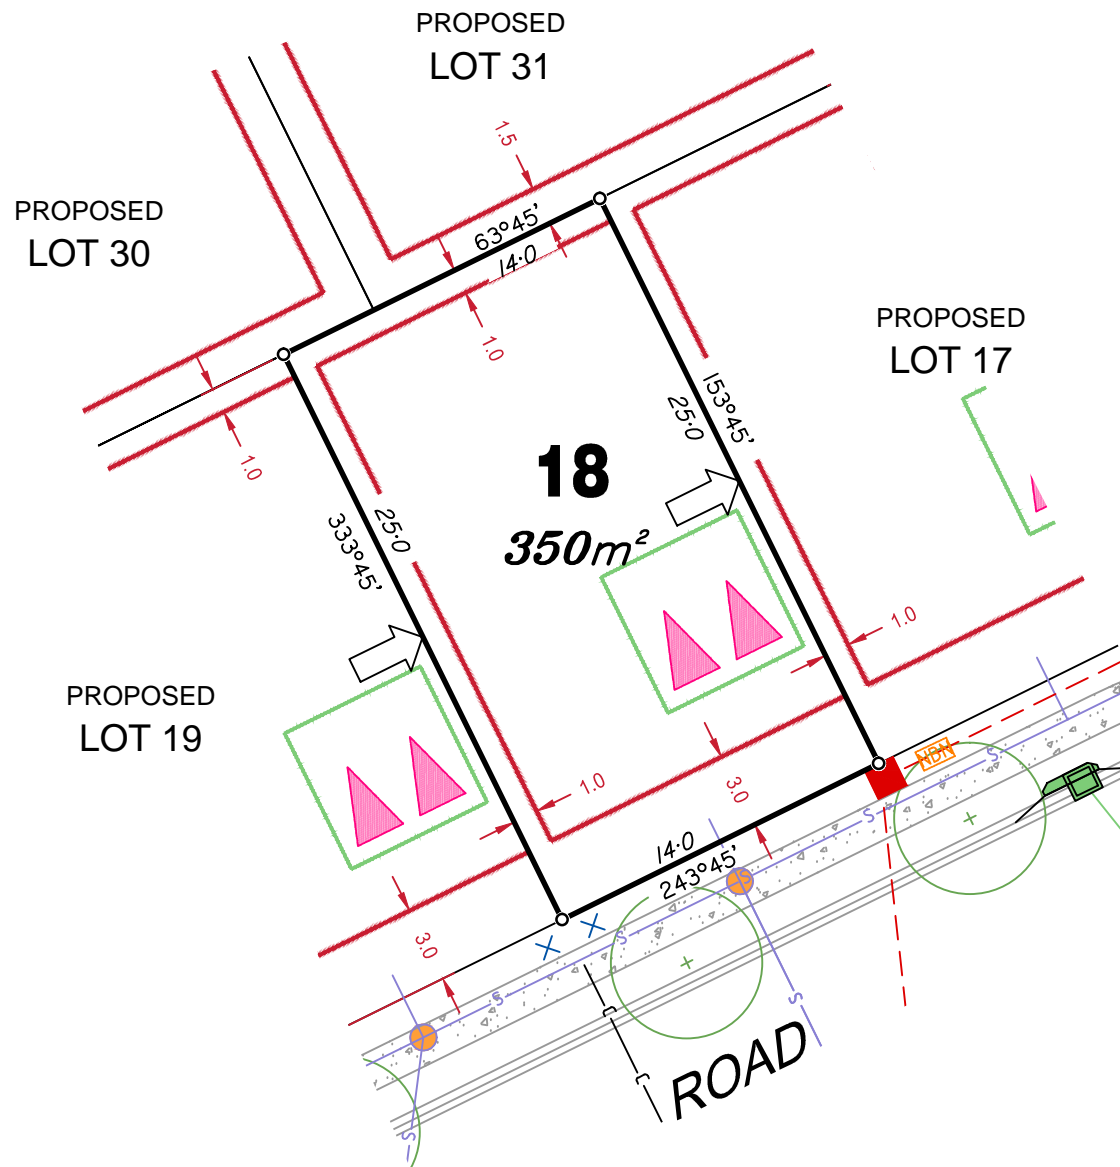 PROPOSED
LOT 31
1.5
PROPOSED
LOT 30
63°45'
14·0
1.0
PROPOSED
LOT 17
1.0
153°45'
25·0
18
350m²
25·0
333°45'
1.0
PROPOSED
LOT 19
1.0
3.0
NBN
S
S
14·0
243°45'
S
3.0
S
S
S
ROAD
S